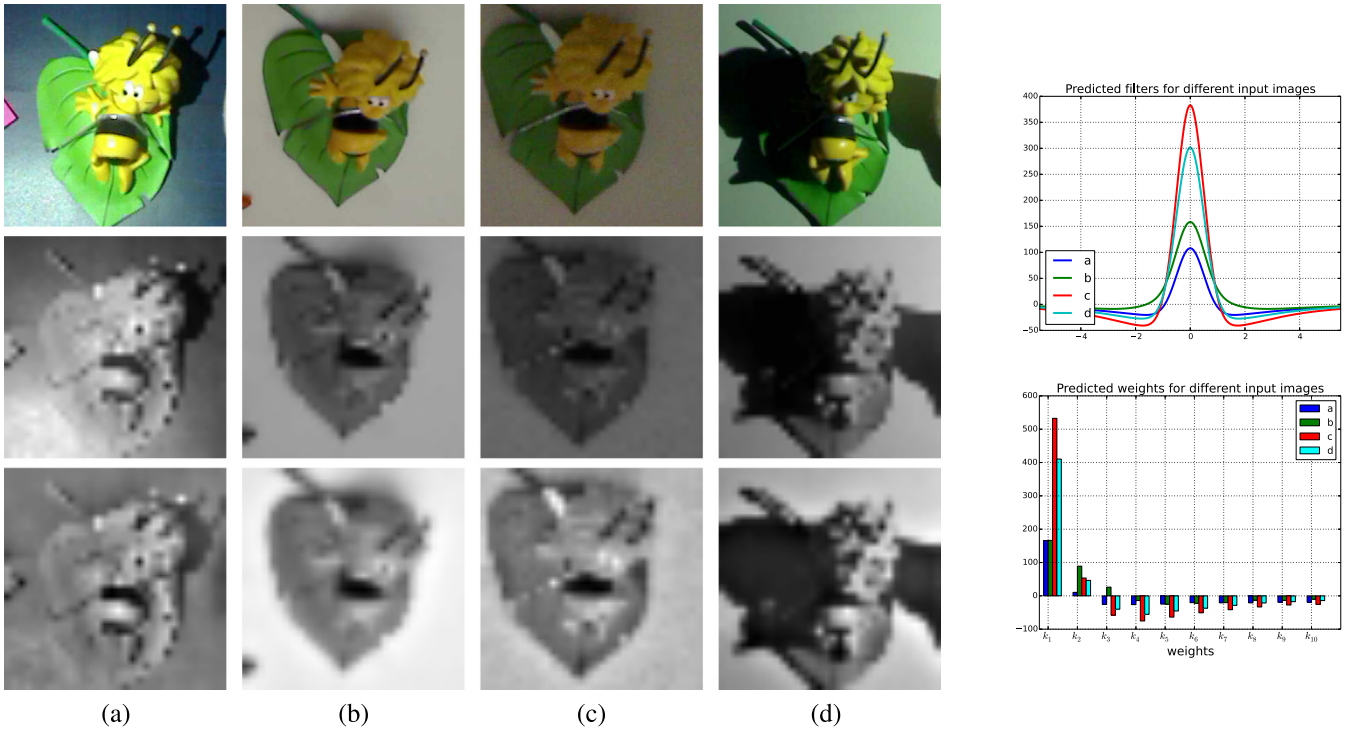 Predicted filters for different input images
400
350
300
250
200
150
100
50
0
−50
a
b
c
d
−4 −2 0 2 4
Predicted weights for different input images
600
500
400
300
200
100
0
−100
a
b
c
d
k1 k2 k3 k4 k5 k6 k7 k8 k9 k10
weights
(a) (b) (c) (d)